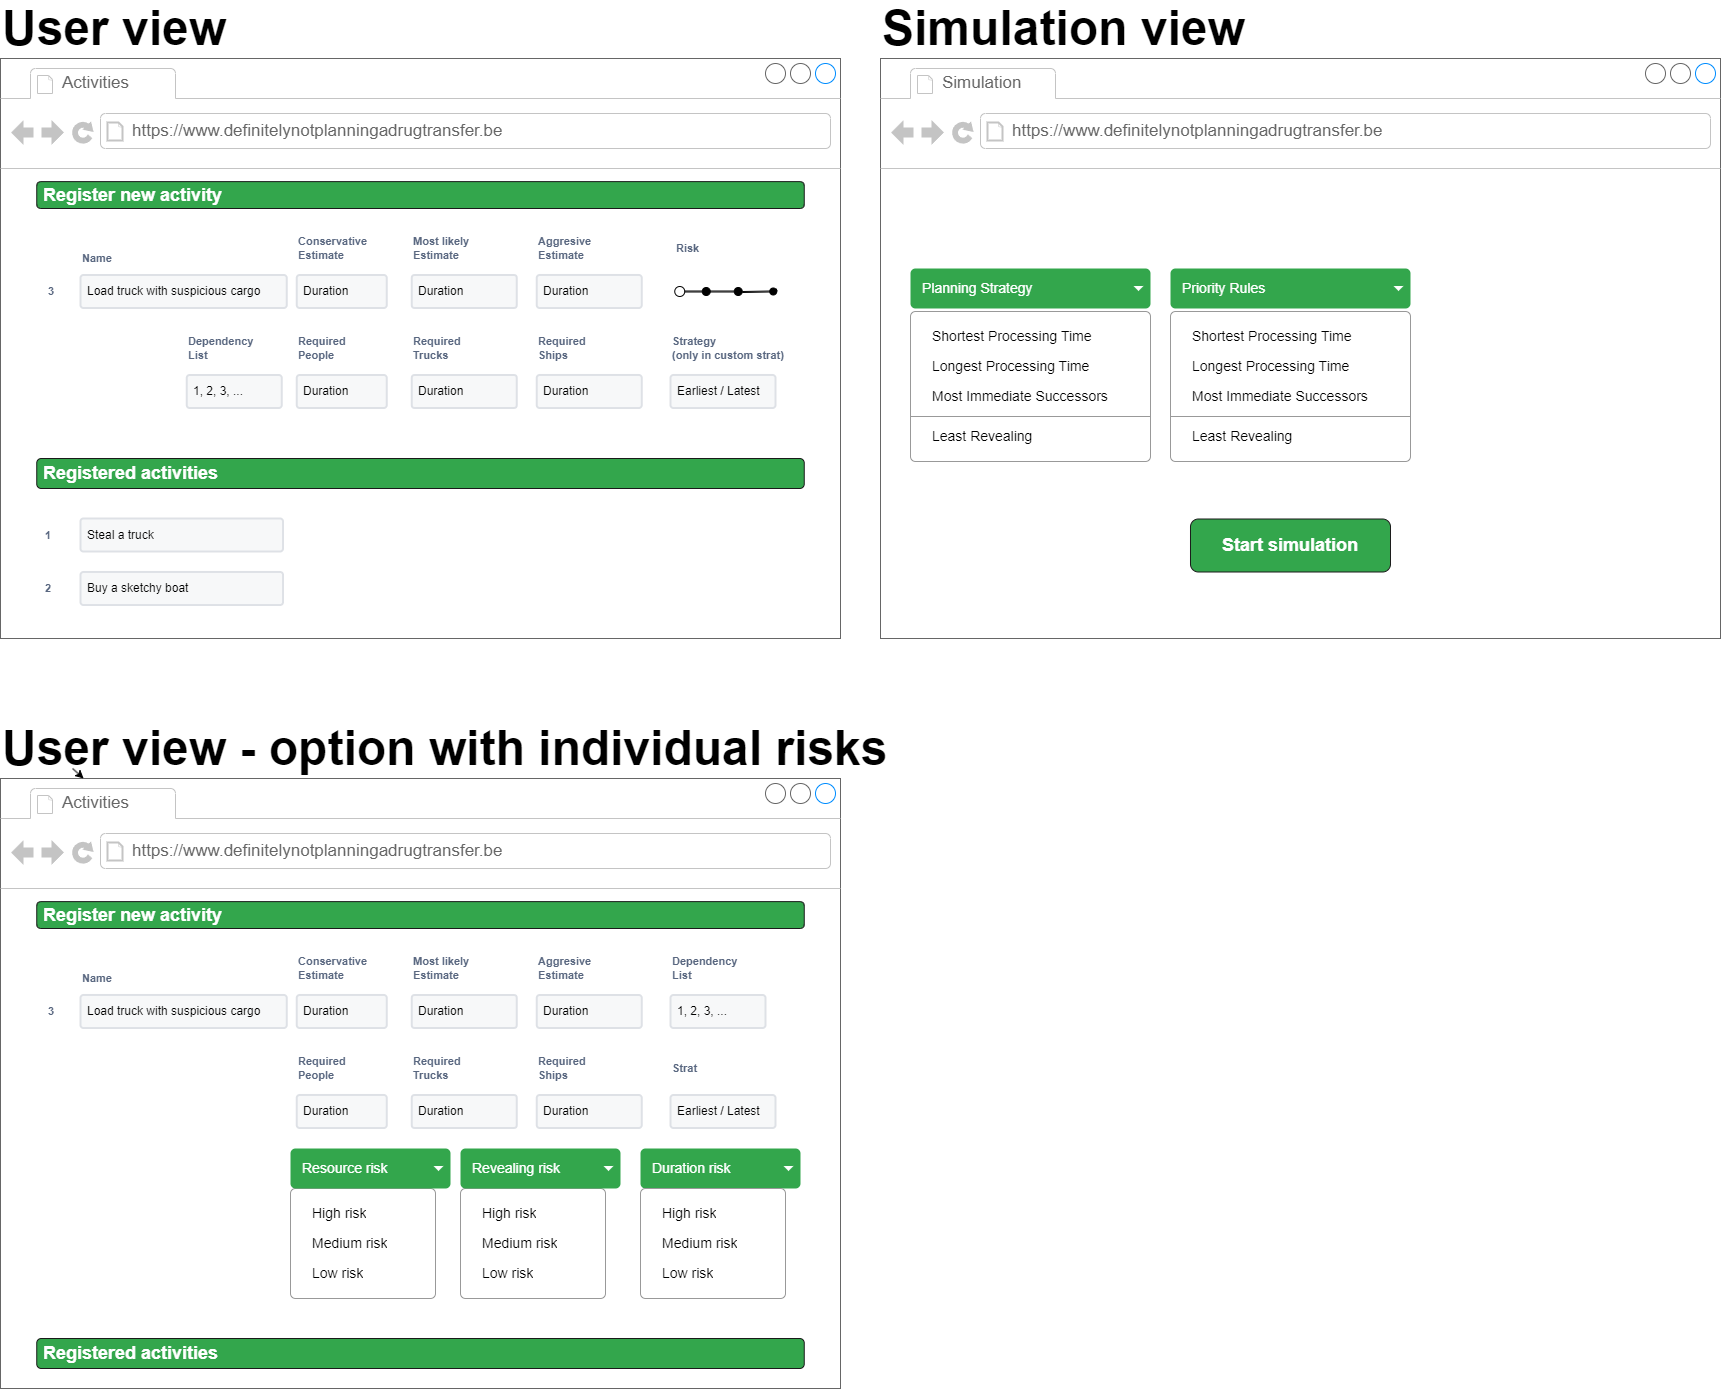 User view
Activities
https://www.definitelynotplanningadrugtransfer.be
Register new activity
Name
Conservative
Estimate
Most likely
Estimate
Aggresive
Estimate
Risk
3
Load truck with suspicious cargo
Duration
Duration
Duration
Dependency
List
Required
People
Required
Trucks
Required
Ships
Strategy
(only in custom strat)
1, 2, 3, ...
Duration
Duration
Duration
Earliest / Latest
Registered activities
1
Steal a truck
2
Buy a sketchy boat
Simulation view
Simulation
https://www.definitelynotplanningadrugtransfer.be
Planning Strategy
Shortest Processing Time
Longest Processing Time
Most Immediate Successors
Least Revealing
Priority Rules
Shortest Processing Time
Longest Processing Time
Most Immediate Successors
Least Revealing
Start simulation
User view - option with individual risks
Activities
https://www.definitelynotplanningadrugtransfer.be
Register new activity
Name
Conservative
Estimate
Most likely
Estimate
Aggresive
Estimate
Dependency
List
3
Load truck with suspicious cargo
Duration
Duration
Duration
1, 2, 3, ...
Required
People
Required
Trucks
Required
Ships
Strat
Duration
Duration
Duration
Earliest / Latest
Resource risk
High risk
Medium risk
Low risk
Revealing risk
High risk
Medium risk
Low risk
Duration risk
High risk
Medium risk
Low risk
Registered activities